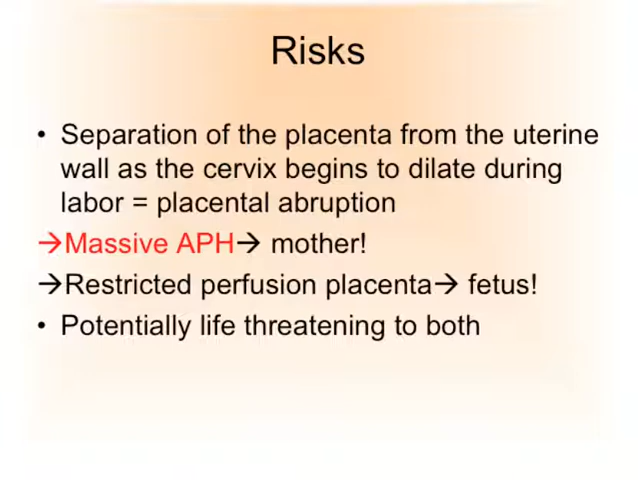 Risks
• Separation of the placenta from the uterine
wall as the cervix begins to dilate during
labor = placental abruption
→Massive APH→ mother!
→Restricted perfusion placenta→ fetus!
• Potentially life threatening to both